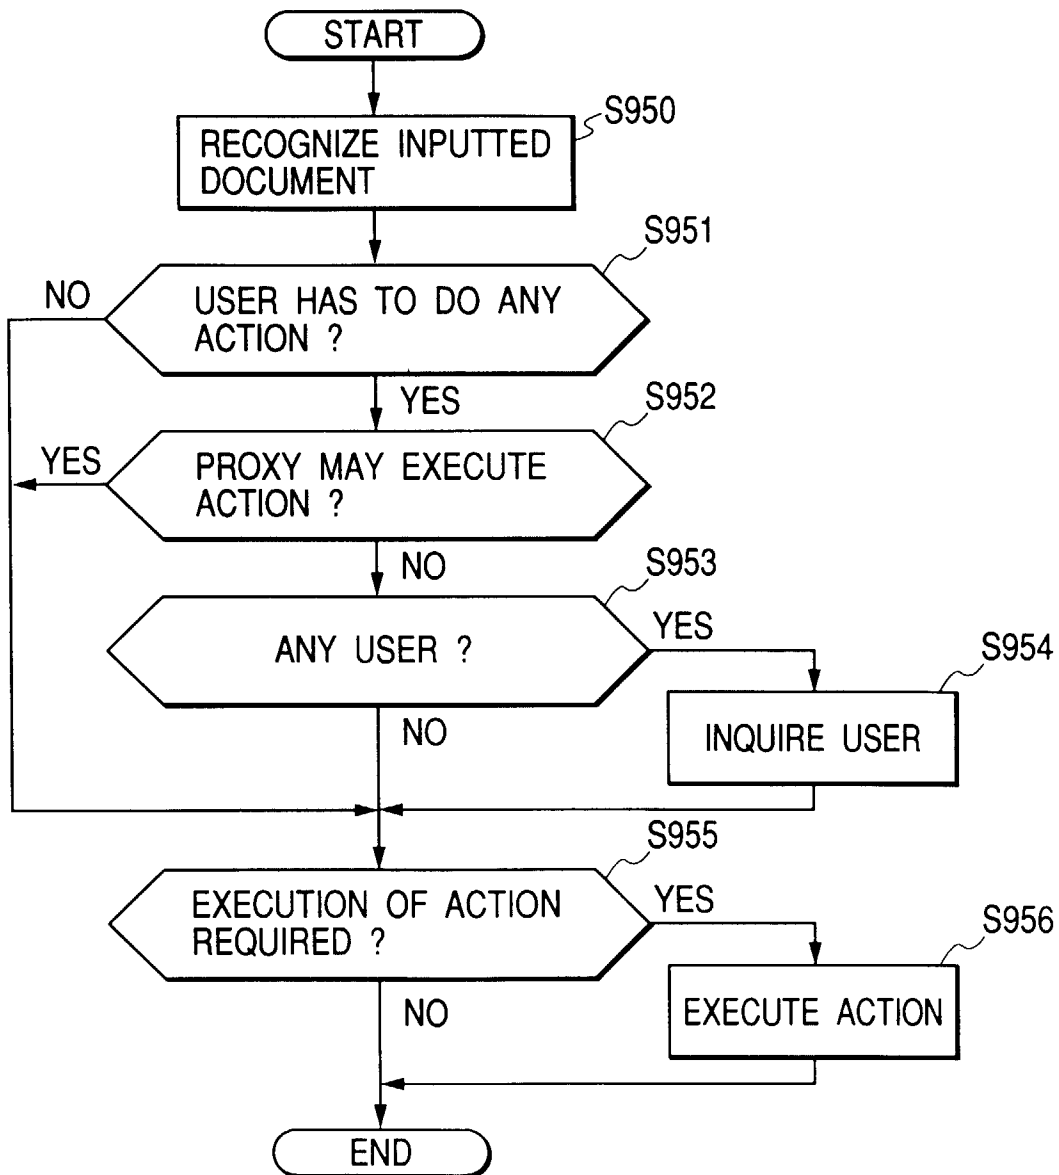 START
S950
RECOGNIZE INPUTTED
DOCUMENT
S951
NO
USER HAS TO DO ANY
ACTION ?
YES
S952
YES
PROXY MAY EXECUTE
ACTION ?
NO
S953
ANY USER ?
YES
S954
NO
INQUIRE USER
S955
EXECUTION OF ACTION
REQUIRED ?
YES
S956
NO
EXECUTE ACTION
END